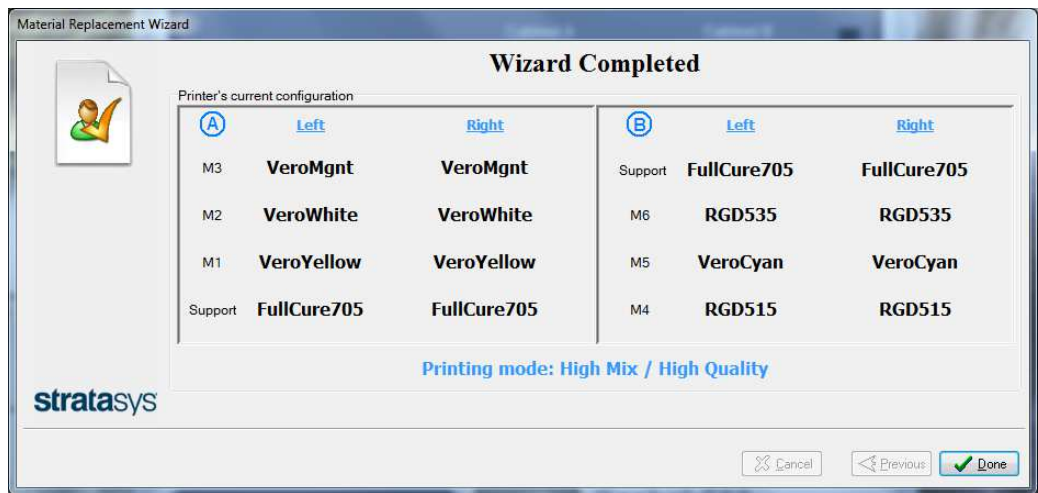 Material Replacement Wizard
Wizard Completed
Printer's current configuration
A Left Right
M3 VeroMgnt VeroMgnt
M2 VeroWhite VeroWhite
M1 VeroYellow VeroYellow
Support FullCure705 FullCure705
B Left Right
Support FullCure705 FullCure705
M6 RGD535 RGD535
M5 VeroCyan VeroCyan
M4 RGD515 RGD515
Printing mode: High Mix / High Quality
stratasys
Cancel Previous Done